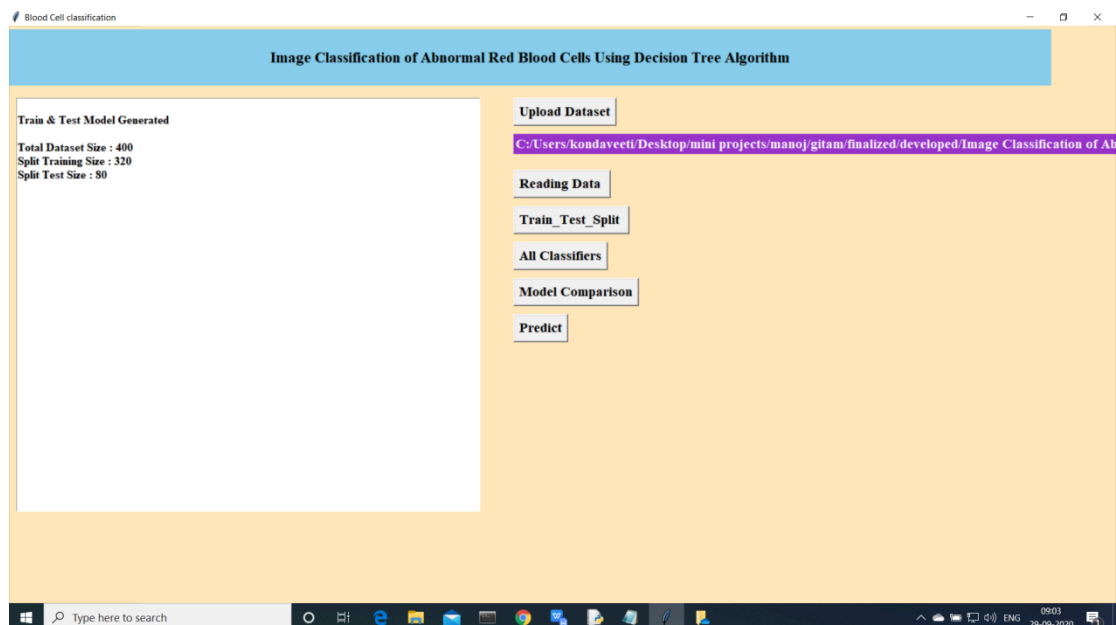 Blood Cell classification
Image Classification of Abnormal Red Blood Cells Using Decision Tree Algorithm
Train & Test Model Generated
Total Dataset Size : 400
Split Training Size : 320
Split Test Size : 80
Upload Dataset
C:/Users/kondaveeti/Desktop/mini projects/manoj/gitam/finalized/developed/Image Classification of Ab
Reading Data
Train_Test_Split
All Classifiers
Model Comparison
Predict
Type here to search
ENG
09:03
29-09-2020